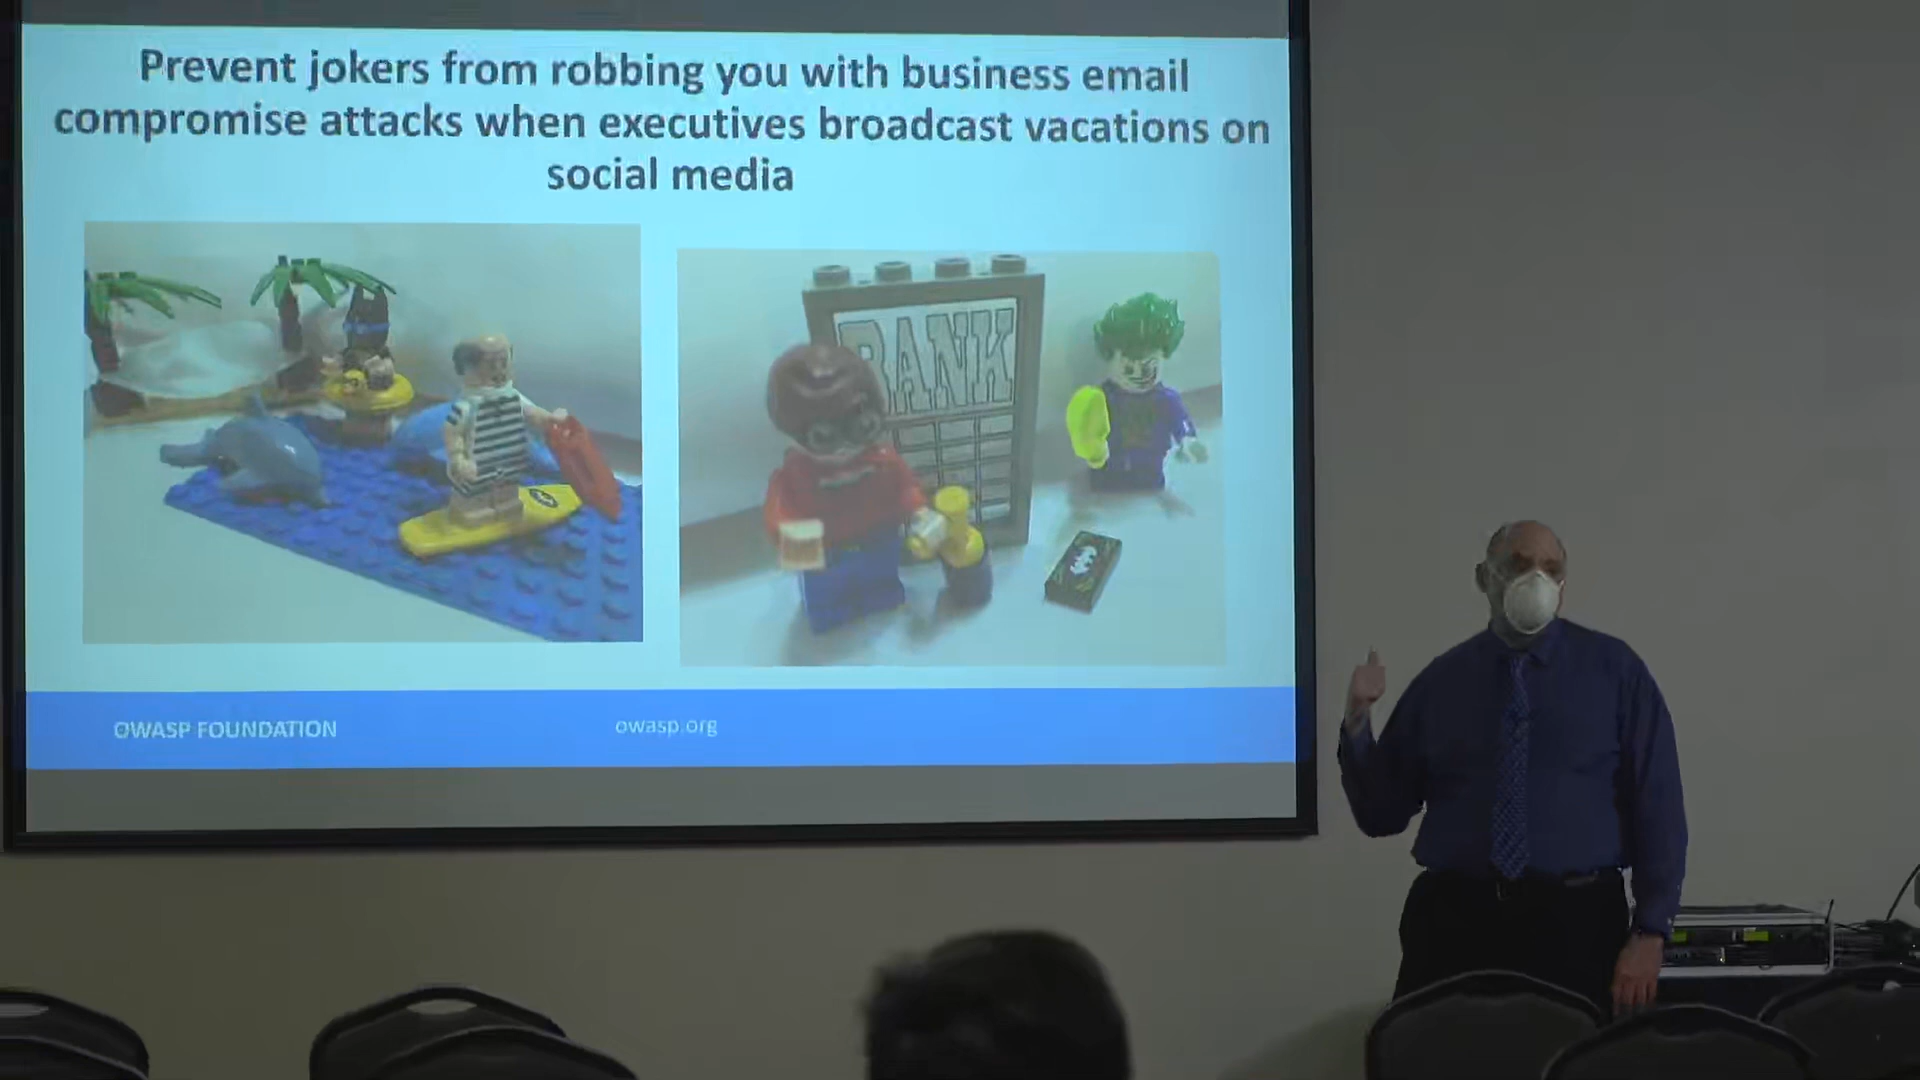 Prevent jokers from robbing you with business email
compromise attacks when executives broadcast vacations on
social media
BANK
OWASP FOUNDATION
owasp.org